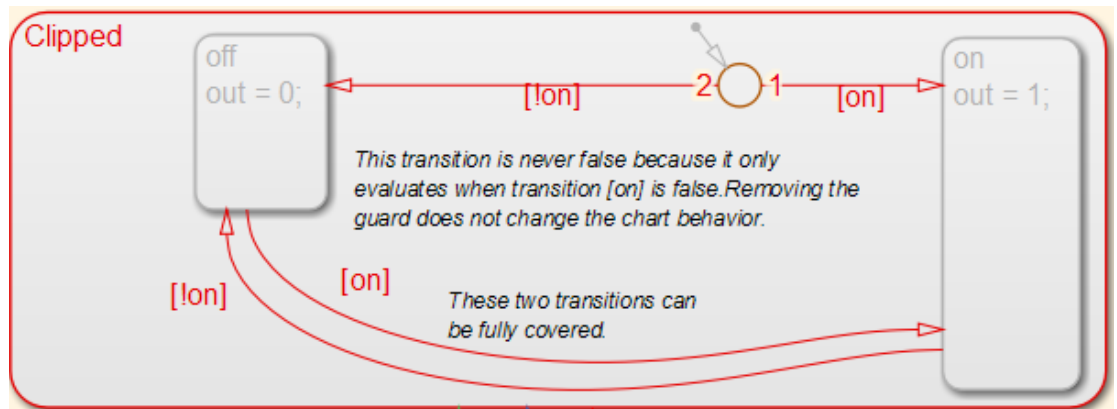 Clipped
off
out = 0;
2
1
[!on]
[on]
on
out = 1;
This transition is never false because it only
evaluates when transition [on] is false.Removing the
guard does not change the chart behavior.
[!on]
[on]
These two transitions can
be fully covered.